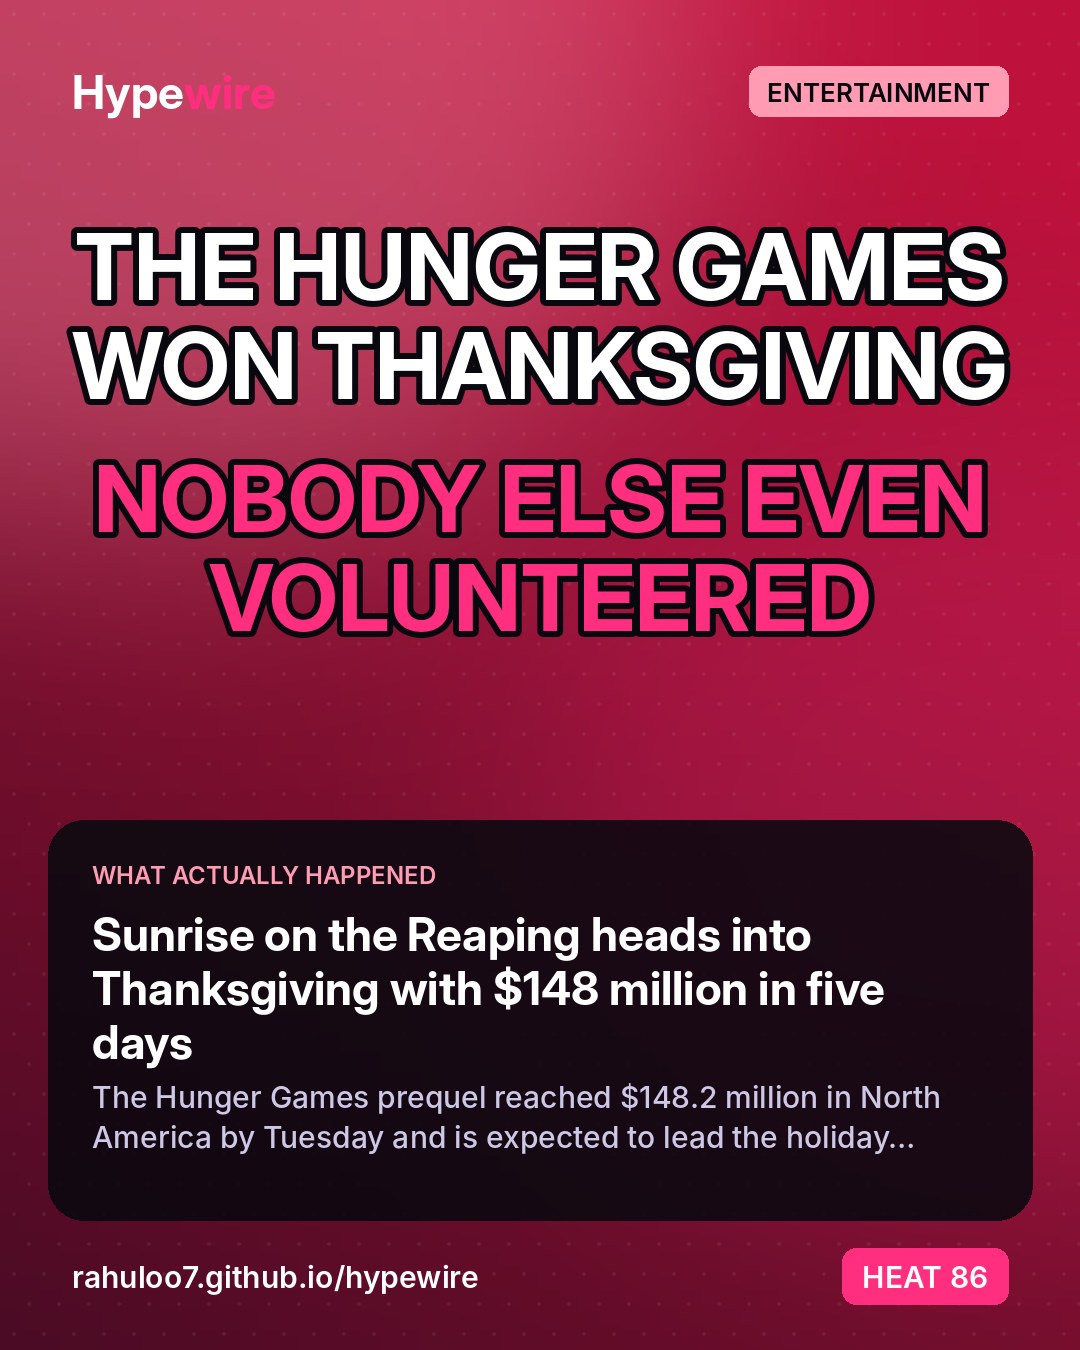 Hypewire
ENTERTAINMENT
THE HUNGER GAMES
WON THANKSGIVING
NOBODY ELSE EVEN
VOLUNTEERED
WHAT ACTUALLY HAPPENED
Sunrise on the Reaping heads into
Thanksgiving with $148 million in five
days
The Hunger Games prequel reached $148.2 million in North
America by Tuesday and is expected to lead the holiday...
rahuloo7.github.io/hypewire
HEAT 86